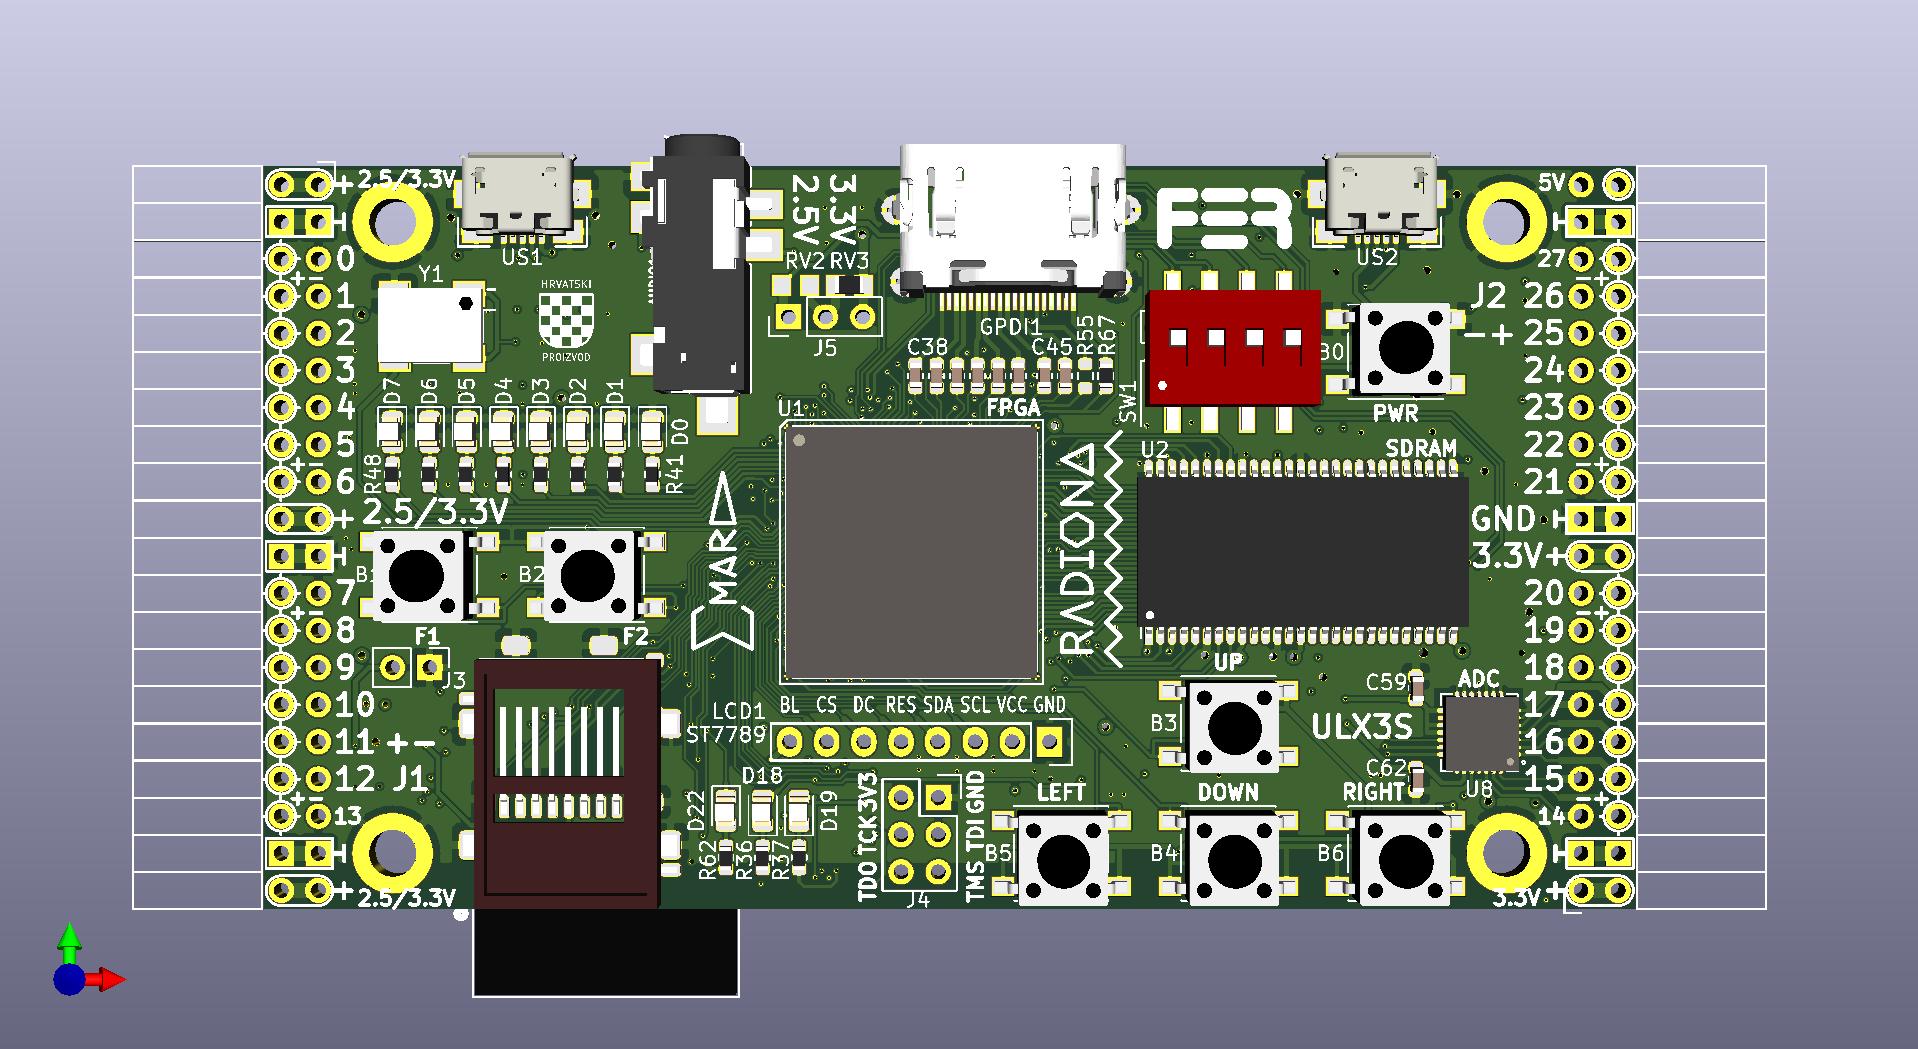 + 2.5/3.3V
0
+-
1
2
3
4
5
+-
6
+
2.5/3.3V
7
+-
8
9
10
11 +-
12 J1
+-
13
+ 2.5/3.3V
US1
Y1
HRVATSKI
PROIZVOD
D7
D6
D5
D4
D3
D2
D1
D0
R48
R41
B2
F1
F2
J3
2.5V
3.3V
RV2 RV3
J5
GPDI1
C38
C45
R55
R67
FPGA
U1
MAR
RADIONA
FER
US2
SW1
B0
PWR
U2
SDRAM
LCD1
ST7789
BL CS DC RES SDA SCL VCC GND
D18
D22
D19
R62
R36
R37
TDO TCK 3V3
TMS TDI GND
J4
UP
B3
ULX3S
LEFT
DOWN
RIGHT
B5
B4
B6
C59
ADC
C62
U8
5V
27
-+
J2 26
-+ 25
24
23
22
-+
21
GND
3.3V+
20
-+
19
18
17
16
15
-+
14
3.3V +